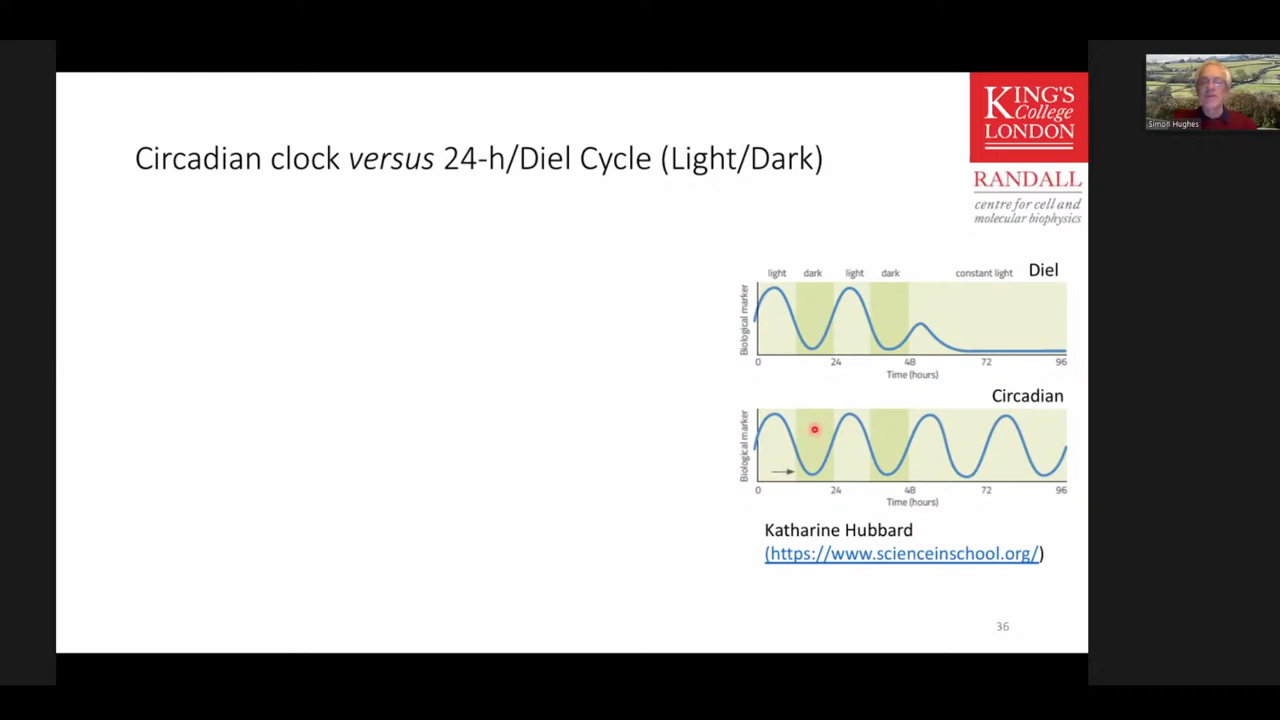 Circadian clock versus 24-h/Diel Cycle (Light/Dark)
KING'S
College
LONDON
RANDALL
centre for cell and
molecular biophysics
Simon Hughes
light dark light dark constant light Diel
Biological marker
0 24 48 72 96
Time (hours)
Circadian
Biological marker
0 24 48 72 96
Time (hours)
Katharine Hubbard
(https://www.scienceinschool.org/)
36